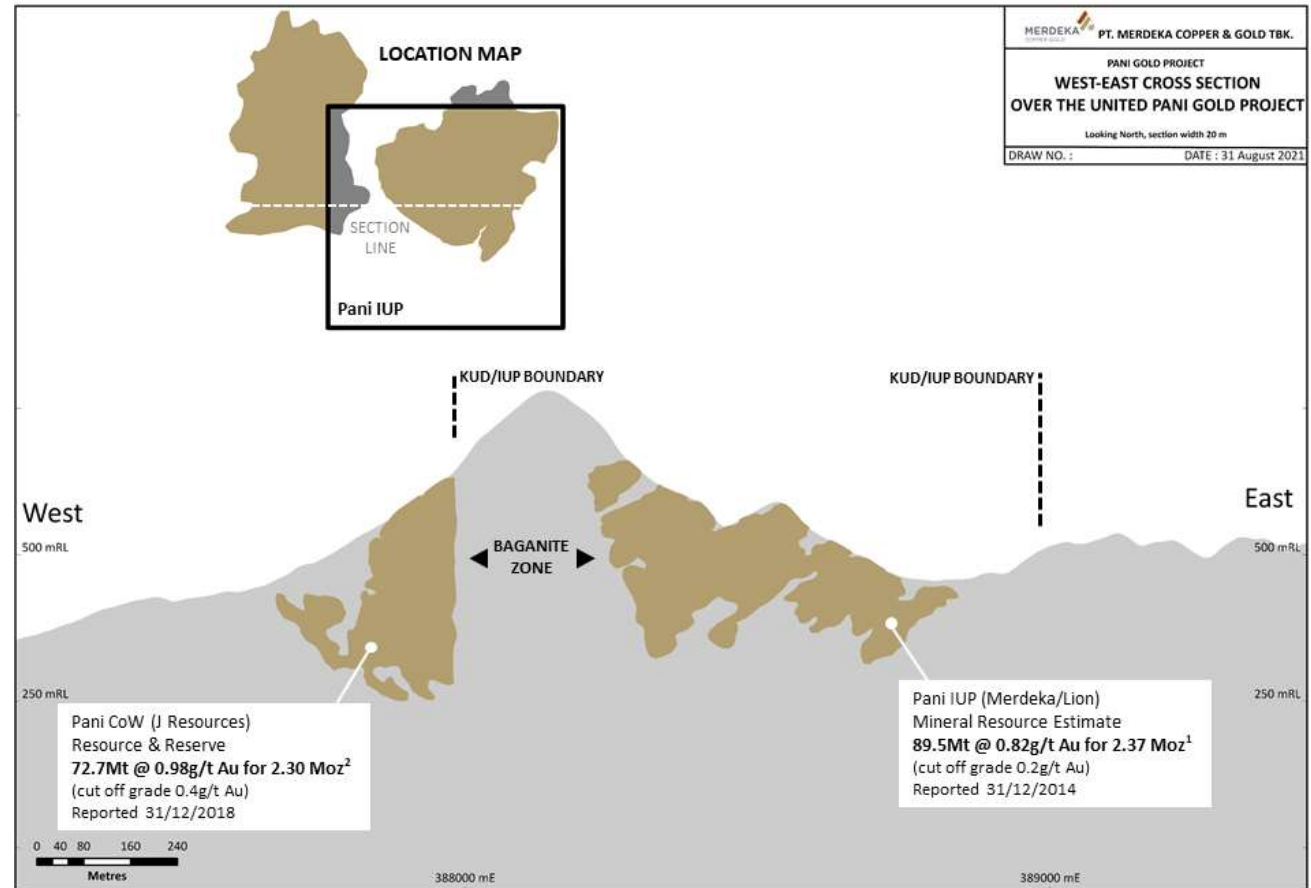 LOCATION MAP
SECTION
LINE
Pani IUP
MERDEKA
COPPER GOLD
PT. MERDEKA COPPER & GOLD TBK.
PANI GOLD PROJECT
WEST-EAST CROSS SECTION
OVER THE UNITED PANI GOLD PROJECT
Looking North, section width 20 m
DRAW NO. : DATE : 31 August 2021
KUD/IUP BOUNDARY
KUD/IUP BOUNDARY
West
East
500 mRL
500 mRL
BAGANITE
ZONE
250 mRL
250 mRL
Pani CoW (J Resources)
Resource & Reserve
72.7Mt @ 0.98g/t Au for 2.30 Moz²
(cut off grade 0.4g/t Au)
Reported 31/12/2018
Pani IUP (Merdeka/Lion)
Mineral Resource Estimate
89.5Mt @ 0.82g/t Au for 2.37 Moz¹
(cut off grade 0.2g/t Au)
Reported 31/12/2014
0 40 80 160 240
Metres
388000 mE
389000 mE